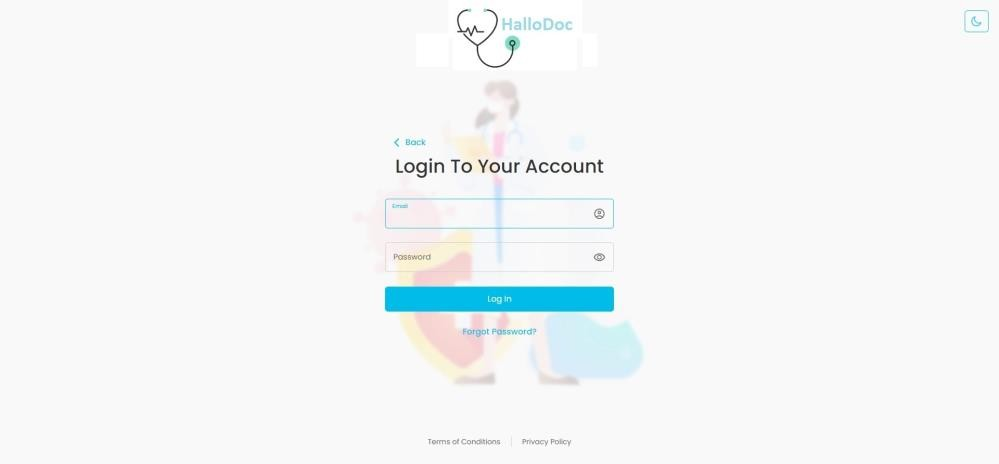 HalloDoc
Back
Login To Your Account
Email
Password
Log In
Forgot Password?
Terms of Conditions
Privacy Policy